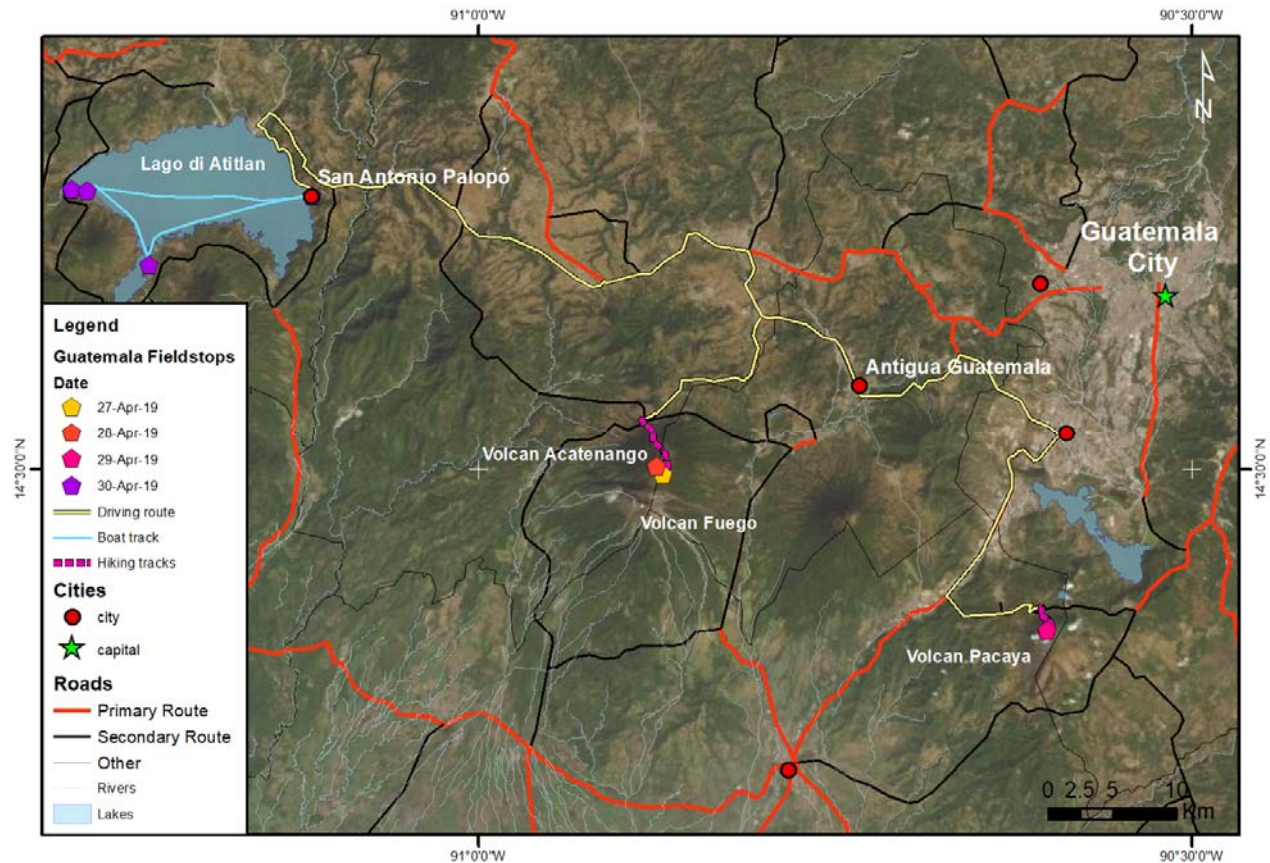 91°0'0"W
90°30'0"W
N
Lago di Atitlan
San Antonio Palopó
Guatemala
City
Antigua Guatemala
14°30'0"N
14°30'0"N
Volcan Acatenango
Volcan Fuego
Volcan Pacaya
Legend
Guatemala Fieldstops
Date
27-Apr-19
28-Apr-19
29-Apr-19
30-Apr-19
Driving route
Boat track
Hiking tracks
Cities
city
capital
Roads
Primary Route
Secondary Route
Other
Rivers
Lakes
0 2.5 5 10
Km
91°0'0"W
90°30'0"W